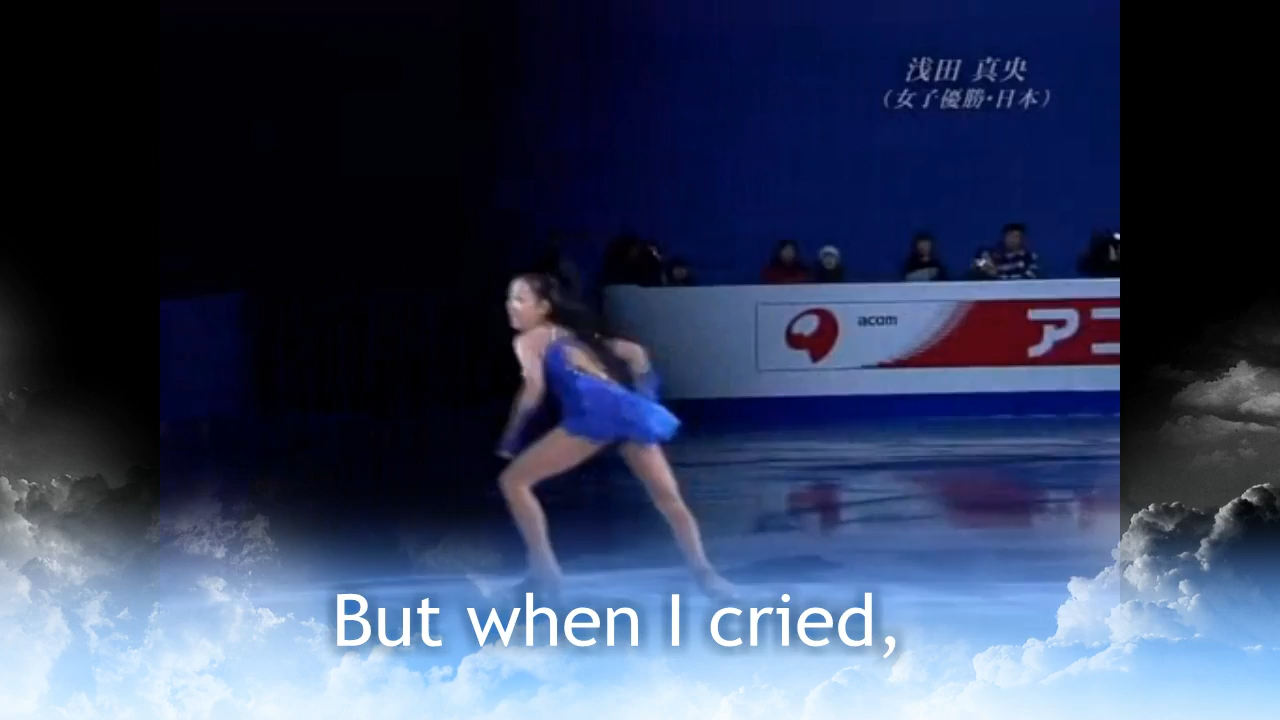 浅田 真央
（女子優勝・日本）
acom
アコ
But when I cried,